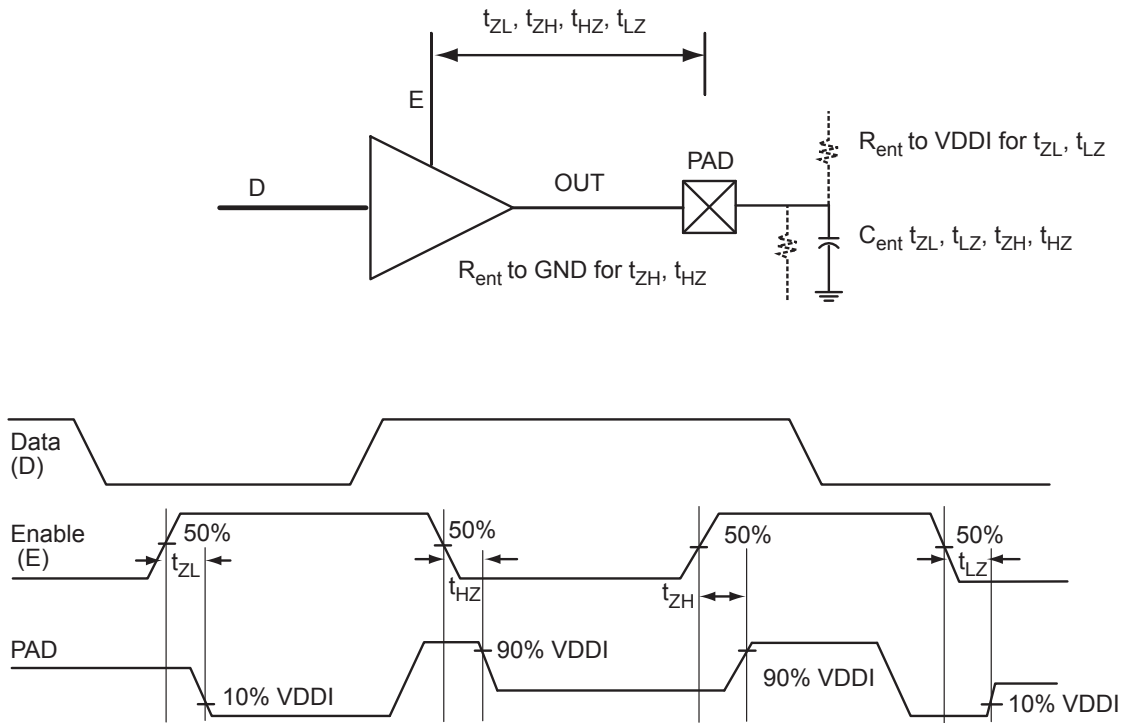 tZL, tZH, tHZ, tLZ
E
D
OUT
PAD
Rent to VDDI for tZL, tLZ
Cent tZL, tLZ, tZH, tHZ
Rent to GND for tZH, tHZ
Data
(D)
Enable
(E)
50%
tZL
50%
tHZ
50%
tZH
50%
tLZ
PAD
10% VDDI
90% VDDI
90% VDDI
10% VDDI